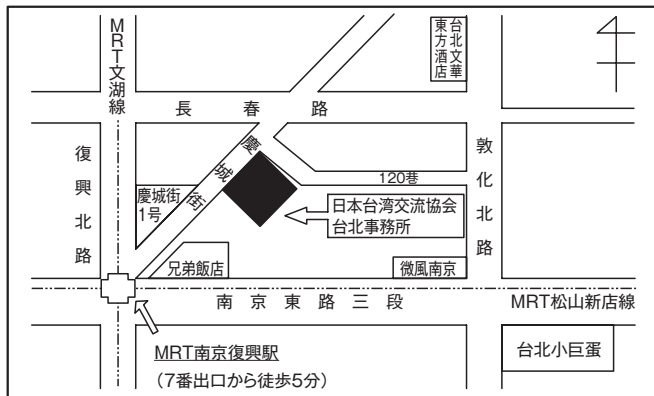 MRT文湖線
台北文華
東方酒店
長春路
復興北路
慶城街
敦化北路
120巷
慶城街
1号
日本台湾交流協会
台北事務所
兄弟飯店
微風南京
南京東路三段
MRT松山新店線
MRT南京復興駅
(7番出口から徒歩5分)
台北小巨蛋